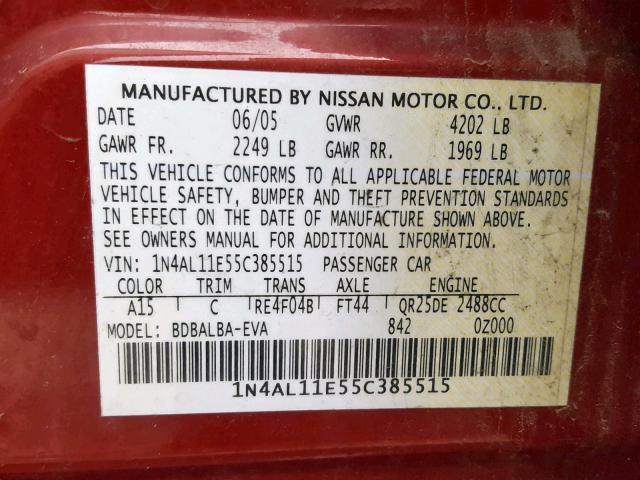 MANUFACTURED BY NISSAN MOTOR CO., LTD.
DATE 06/05 GVWR 4202 LB
GAWR FR. 2249 LB GAWR RR. 1969 LB
THIS VEHICLE CONFORMS TO ALL APPLICABLE FEDERAL MOTOR
VEHICLE SAFETY, BUMPER AND THEFT PREVENTION STANDARDS
IN EFFECT ON THE DATE OF MANUFACTURE SHOWN ABOVE.
SEE OWNERS MANUAL FOR ADDITIONAL INFORMATION.
VIN: 1N4AL11E55C385515 PASSENGER CAR
COLOR TRIM TRANS AXLE ENGINE
A15 C RE4F04B FT44 QR25DE 2488CC
MODEL: BDBALBA-EVA 842 0Z000
1N4AL11E55C385515